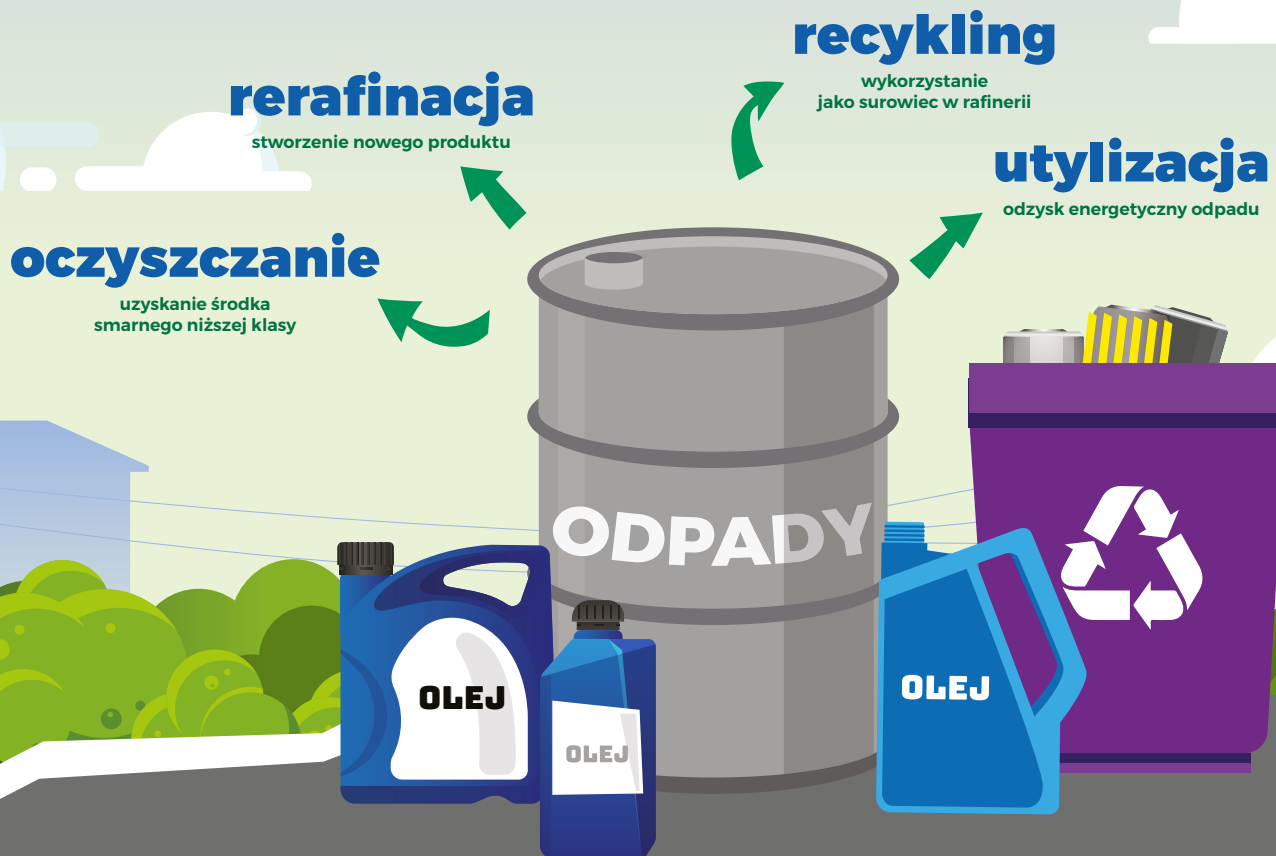 recykling
wykorzystanie
jako surowiec w rafinerii
rerafinacja
stworzenie nowego produktu
utylizacja
odzysk energetyczny odpadu
oczyszczanie
uzyskanie środka
smarnego niższej klasy
ODPADY
OLEJ
OLEJ
OLEJ